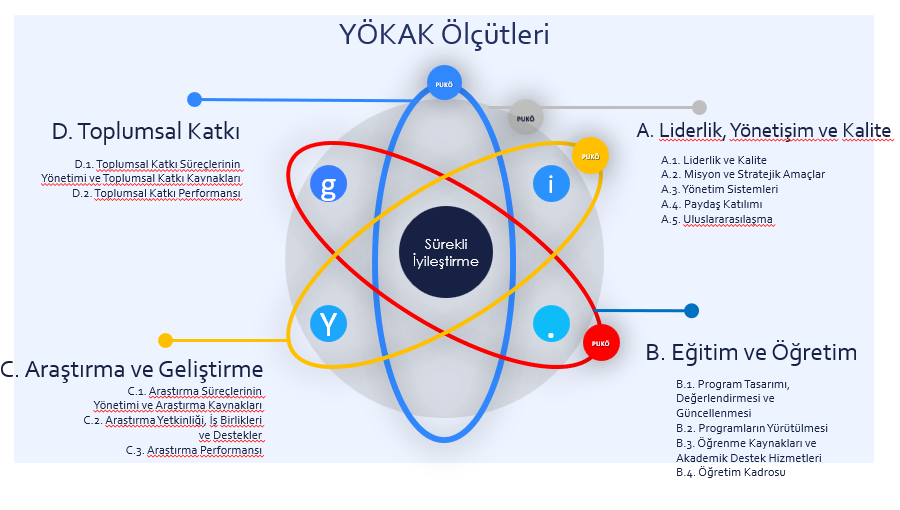 YÖKAK Ölçütleri
PUKÖ
PUKÖ
PUKÖ
PUKÖ
D. Toplumsal Katkı
D.1. Toplumsal Katkı Süreçlerinin
Yönetimi ve Toplumsal Katkı Kaynakları
D.2. Toplumsal Katkı Performansı
A. Liderlik, Yönetişim ve Kalite
A.1. Liderlik ve Kalite
A.2. Misyon ve Stratejik Amaçlar
A.3. Yönetim Sistemleri
A.4. Paydaş Katılımı
A.5. Uluslararasılaşma
g
i
Sürekli
İyileştirme
Y
.
C. Araştırma ve Geliştirme
C.1. Araştırma Süreçlerinin
Yönetimi ve Araştırma Kaynakları
C.2. Araştırma Yetkinliği, İş Birlikleri
ve Destekler
C.3. Araştırma Performansı
B. Eğitim ve Öğretim
B.1. Program Tasarımı,
Değerlendirmesi ve
Güncellenmesi
B.2. Programların Yürütülmesi
B.3. Öğrenme Kaynakları ve
Akademik Destek Hizmetleri
B.4. Öğretim Kadrosu